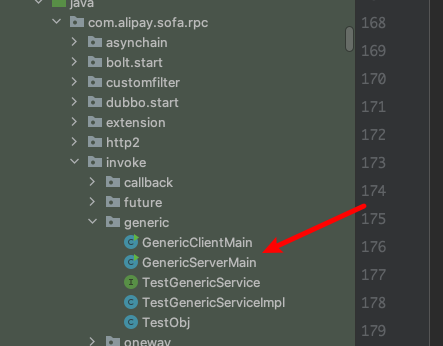 java
168
com.alipay.sofa.rpc
asynchain
169
bolt.start
customfilter
170
dubbo.start
171
extension
172
http2
invoke
173
callback
174
future
generic
175
GenericClientMain
176
GenericServerMain
177
TestGenericService
TestGenericServiceImpl
178
TestObj
179
oneway